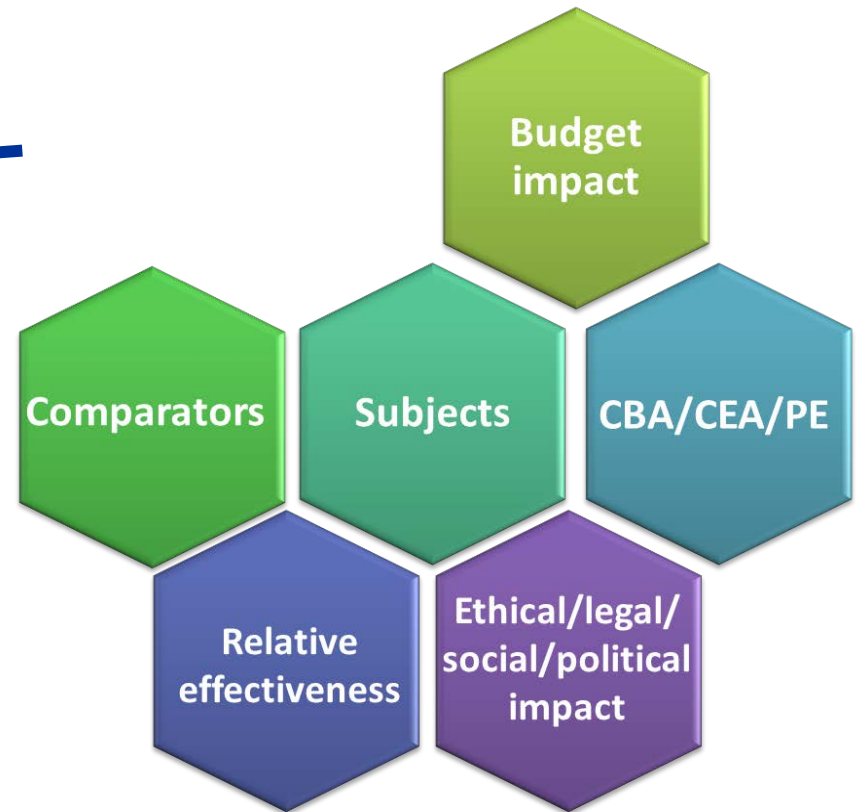 Budget
impact
Comparators
Subjects
CBA/CEA/PE
Relative
effectiveness
Ethical/legal/
social/political
impact